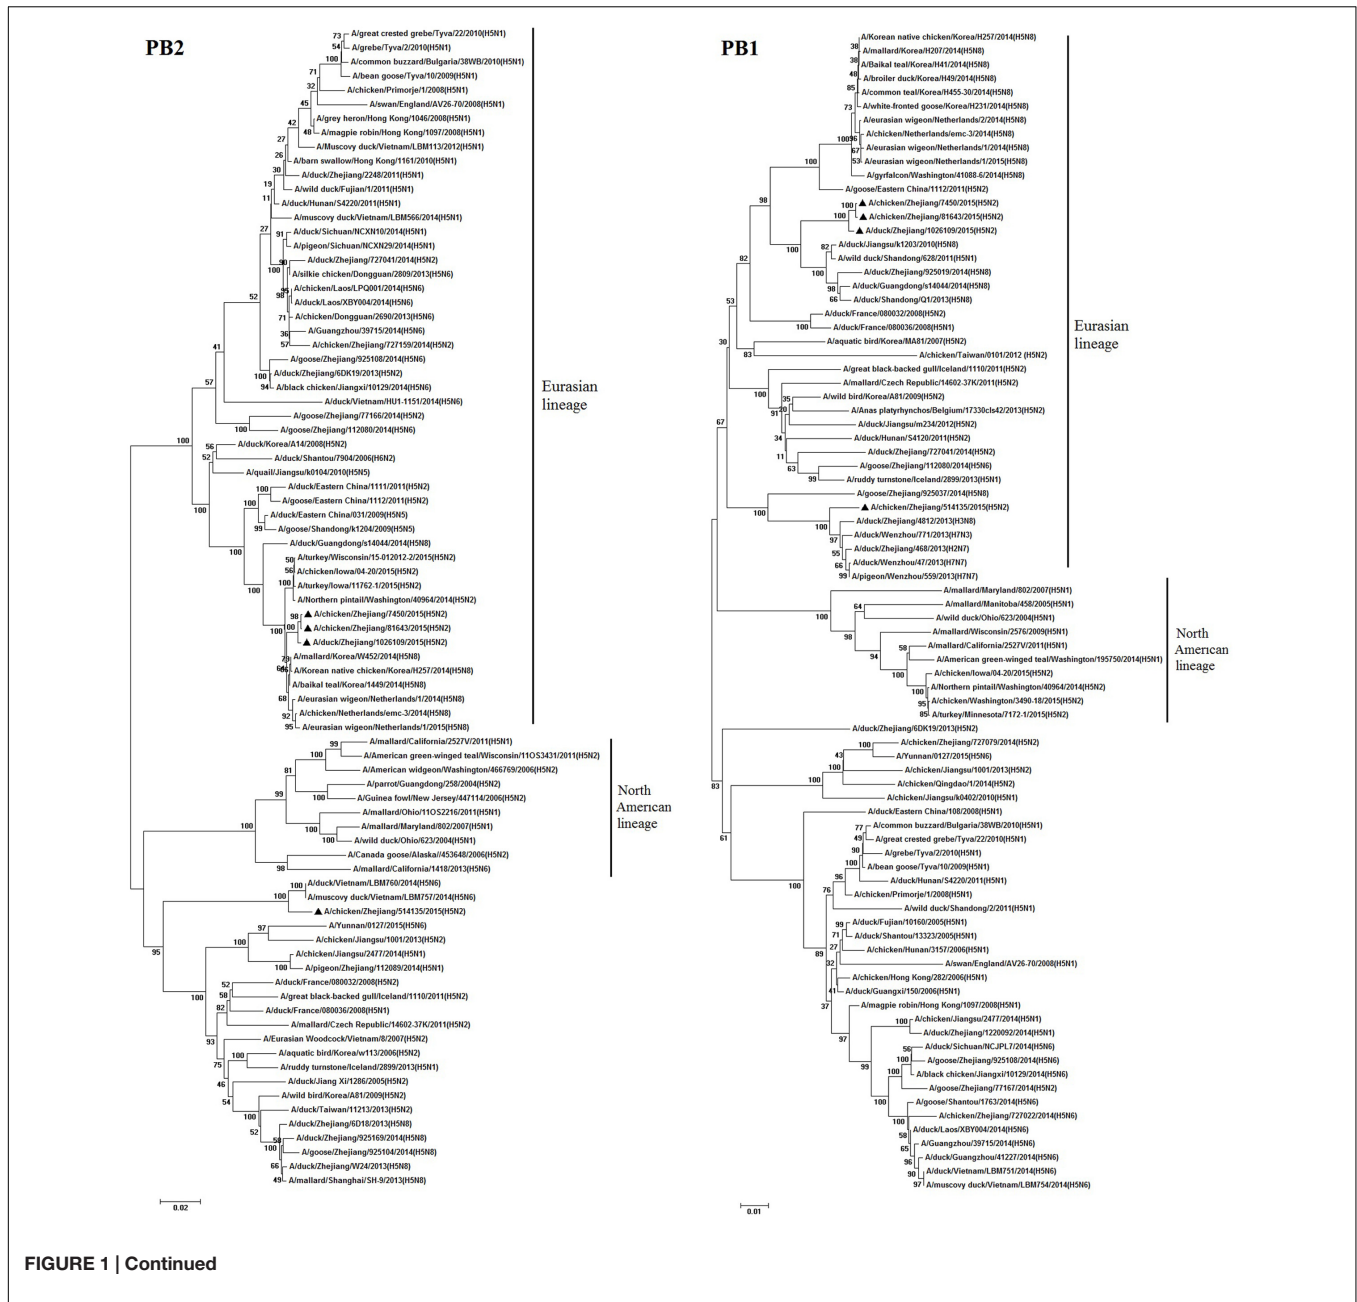 PB2
A/great crested grebe/Tyva/22/2010(H5N1)
A/grebe/Tyva/2/2010(H5N1)
A/common buzzard/Bulgaria/38WB/2010(H5N1)
A/bean goose/Tyva/10/2009(H5N1)
A/chicken/Primorje/1/2008(H5N1)
A/swan/England/AV26-70/2008(H5N1)
A/grey heron/Hong Kong/1046/2008(H5N1)
A/magpie robin/Hong Kong/1097/2008(H5N1)
A/Muscovy duck/Vietnam/LBM113/2012(H5N1)
A/barn swallow/Hong Kong/1161/2010(H5N1)
A/duck/Zhejiang/2248/2011(H5N1)
A/wild duck/Fujian/1/2011(H5N1)
A/duck/Hunan/S4220/2011(H5N1)
A/muscovy duck/Vietnam/LBM566/2014(H5N1)
A/duck/Sichuan/NCXN10/2014(H5N1)
A/pigeon/Sichuan/NCXN29/2014(H5N1)
A/duck/Zhejiang/727041/2014(H5N2)
A/silkie chicken/Dongguan/2809/2013(H5N6)
A/chicken/Laos/LPQ001/2014(H5N6)
A/duck/Laos/XBY004/2014(H5N6)
A/chicken/Dongguan/2690/2013(H5N6)
A/Guangzhou/39715/2014(H5N6)
A/chicken/Zhejiang/727159/2014(H5N2)
A/goose/Zhejiang/925108/2014(H5N6)
A/duck/Zhejiang/6DK19/2013(H5N2)
A/black chicken/Jiangxi/10129/2014(H5N6)
A/duck/Vietnam/HU1-1151/2014(H5N6)
A/goose/Zhejiang/77166/2014(H5N2)
A/goose/Zhejiang/112080/2014(H5N6)
A/duck/Korea/A14/2008(H5N2)
A/duck/Shantou/7904/2006(H6N2)
A/quail/Jiangsu/k0104/2010(H5N5)
A/duck/Eastern China/1111/2011(H5N2)
A/goose/Eastern China/1112/2011(H5N2)
A/duck/Eastern China/031/2009(H5N5)
A/goose/Shandong/k1204/2009(H5N5)
A/duck/Guangdong/s14044/2014(H5N8)
A/turkey/Wisconsin/15-012012-2/2015(H5N2)
A/chicken/Iowa/04-20/2015(H5N2)
A/turkey/Iowa/11762-1/2015(H5N2)
A/Northern pintail/Washington/40964/2014(H5N2)
A/chicken/Zhejiang/7450/2015(H5N2)
A/chicken/Zhejiang/81643/2015(H5N2)
A/duck/Zhejiang/1026109/2015(H5N2)
A/mallard/Korea/W452/2014(H5N8)
A/Korean native chicken/Korea/H257/2014(H5N8)
A/baikal teal/Korea/1449/2014(H5N8)
A/eurasian wigeon/Netherlands/1/2014(H5N8)
A/chicken/Netherlands/emc-3/2014(H5N8)
A/eurasian wigeon/Netherlands/1/2015(H5N8)
Eurasian
lineage
A/mallard/California/2527V/2011(H5N1)
A/American green-winged teal/Wisconsin/11OS3431/2011(H5N2)
A/American widgeon/Washington/466769/2006(H5N2)
A/parrot/Guangdong/258/2004(H5N2)
A/Guinea fowl/New Jersey/447114/2006(H5N2)
A/mallard/Ohio/11OS2216/2011(H5N1)
A/mallard/Maryland/802/2007(H5N1)
A/wild duck/Ohio/623/2004(H5N1)
A/Canada goose/Alaska//453648/2006(H5N2)
A/mallard/California/1418/2013(H5N6)
North
American
lineage
A/duck/Vietnam/LBM760/2014(H5N6)
A/muscovy duck/Vietnam/LBM757/2014(H5N6)
A/chicken/Zhejiang/514135/2015(H5N2)
A/Yunnan/0127/2015(H5N6)
A/chicken/Jiangsu/1001/2013(H5N2)
A/chicken/Jiangsu/2477/2014(H5N1)
A/pigeon/Zhejiang/112089/2014(H5N1)
A/duck/France/080032/2008(H5N2)
A/great black-backed gull/Iceland/1110/2011(H5N2)
A/duck/France/080036/2008(H5N1)
A/mallard/Czech Republic/14602-37K/2011(H5N2)
A/Eurasian Woodcock/Vietnam/8/2007(H5N2)
A/aquatic bird/Korea/w113/2006(H5N2)
A/ruddy turnstone/Iceland/2899/2013(H5N1)
A/duck/Jiang Xi/1286/2005(H5N2)
A/wild bird/Korea/A81/2009(H5N2)
A/duck/Taiwan/11213/2013(H5N2)
A/duck/Zhejiang/6D18/2013(H5N8)
A/duck/Zhejiang/925169/2014(H5N8)
A/goose/Zhejiang/925104/2014(H5N8)
A/duck/Zhejiang/W24/2013(H5N8)
A/mallard/Shanghai/SH-9/2013(H5N8)
0.02
PB1
A/Korean native chicken/Korea/H257/2014(H5N8)
A/mallard/Korea/H207/2014(H5N8)
A/Baikal teal/Korea/H41/2014(H5N8)
A/broiler duck/Korea/H49/2014(H5N8)
A/common teal/Korea/H455-30/2014(H5N8)
A/white-fronted goose/Korea/H231/2014(H5N8)
A/eurasian wigeon/Netherlands/2/2014(H5N8)
A/chicken/Netherlands/emc-3/2014(H5N8)
A/eurasian wigeon/Netherlands/1/2014(H5N8)
A/eurasian wigeon/Netherlands/1/2015(H5N8)
A/gyrfalcon/Washington/41088-6/2014(H5N8)
A/goose/Eastern China/1112/2011(H5N2)
A/chicken/Zhejiang/7450/2015(H5N2)
A/chicken/Zhejiang/81643/2015(H5N2)
A/duck/Zhejiang/1026109/2015(H5N2)
A/duck/Jiangsu/k1203/2010(H5N8)
A/wild duck/Shandong/628/2011(H5N1)
A/duck/Zhejiang/925019/2014(H5N8)
A/duck/Guangdong/s14044/2014(H5N8)
A/duck/Shandong/Q1/2013(H5N8)
A/duck/France/080032/2008(H5N2)
A/duck/France/080036/2008(H5N1)
A/aquatic bird/Korea/MA81/2007(H5N2)
A/chicken/Taiwan/0101/2012 (H5N2)
A/great black-backed gull/Iceland/1110/2011(H5N2)
A/mallard/Czech Republic/14602-37K/2011(H5N2)
A/wild bird/Korea/A81/2009(H5N2)
A/Anas platyrhynchos/Belgium/17330cls42/2013(H5N2)
A/duck/Jiangsu/m234/2012(H5N2)
A/duck/Hunan/S4120/2011(H5N2)
A/duck/Zhejiang/727041/2014(H5N2)
A/goose/Zhejiang/112080/2014(H5N6)
A/ruddy turnstone/Iceland/2899/2013(H5N1)
A/goose/Zhejiang/925037/2014(H5N8)
A/chicken/Zhejiang/514135/2015(H5N2)
A/duck/Zhejiang/4812/2013(H3N8)
A/duck/Wenzhou/771/2013(H7N3)
A/duck/Zhejiang/468/2013(H2N7)
A/duck/Wenzhou/47/2013(H7N7)
A/pigeon/Wenzhou/559/2013(H7N7)
Eurasian
lineage
A/mallard/Maryland/802/2007(H5N1)
A/mallard/Manitoba/458/2005(H5N1)
A/wild duck/Ohio/623/2004(H5N1)
A/mallard/Wisconsin/2576/2009(H5N1)
A/mallard/California/2527V/2011(H5N1)
A/American green-winged teal/Washington/195750/2014(H5N1)
A/chicken/Iowa/04-20/2015(H5N2)
A/Northern pintail/Washington/40964/2014(H5N2)
A/chicken/Washington/3490-18/2015(H5N2)
A/turkey/Minnesota/7172-1/2015(H5N2)
North
American
lineage
A/duck/Zhejiang/6DK19/2013(H5N2)
A/chicken/Zhejiang/727079/2014(H5N2)
A/Yunnan/0127/2015(H5N6)
A/chicken/Jiangsu/1001/2013(H5N2)
A/chicken/Qingdao/1/2014(H5N2)
A/chicken/Jiangsu/k0402/2010(H5N1)
A/duck/Eastern China/108/2008(H5N1)
A/common buzzard/Bulgaria/38WB/2010(H5N1)
A/great crested grebe/Tyva/22/2010(H5N1)
A/grebe/Tyva/2/2010(H5N1)
A/bean goose/Tyva/10/2009(H5N1)
A/duck/Hunan/S4220/2011(H5N1)
A/chicken/Primorje/1/2008(H5N1)
A/wild duck/Shandong/2/2011(H5N1)
A/duck/Fujian/10160/2005(H5N1)
A/duck/Shantou/13323/2005(H5N1)
A/chicken/Hunan/3157/2006(H5N1)
A/swan/England/AV26-70/2008(H5N1)
A/chicken/Hong Kong/282/2006(H5N1)
A/duck/Guangxi/150/2006(H5N1)
A/magpie robin/Hong Kong/1097/2008(H5N1)
A/chicken/Jiangsu/2477/2014(H5N1)
A/duck/Zhejiang/1220092/2014(H5N1)
A/duck/Sichuan/NCJPL7/2014(H5N6)
A/goose/Zhejiang/925108/2014(H5N6)
A/black chicken/Jiangxi/10129/2014(H5N6)
A/goose/Zhejiang/77167/2014(H5N2)
A/goose/Shantou/1763/2014(H5N6)
A/chicken/Zhejiang/727022/2014(H5N6)
A/duck/Laos/XBY004/2014(H5N6)
A/Guangzhou/39715/2014(H5N6)
A/duck/Guangzhou/41227/2014(H5N6)
A/duck/Vietnam/LBM751/2014(H5N6)
A/muscovy duck/Vietnam/LBM754/2014(H5N6)
0.01
FIGURE 1 | Continued